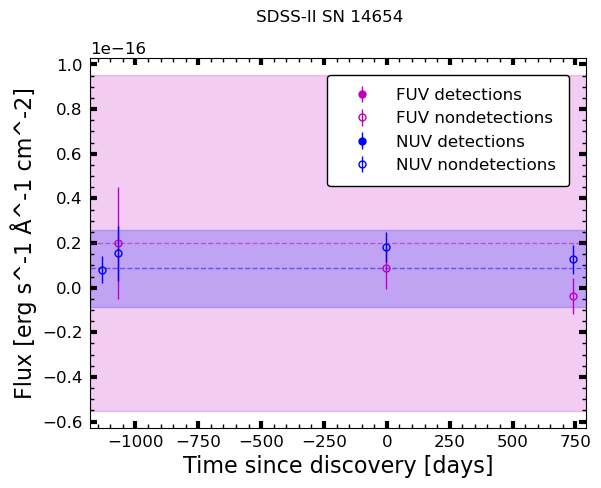 SDSS-II SN 14654
1e−16
1.0
0.8
0.6
0.4
0.2
0.0
−0.2
−0.4
−0.6
Flux [erg s^-1 Å^-1 cm^-2]
FUV detections
FUV nondetections
NUV detections
NUV nondetections
−1000 −750 −500 −250 0 250 500 750
Time since discovery [days]